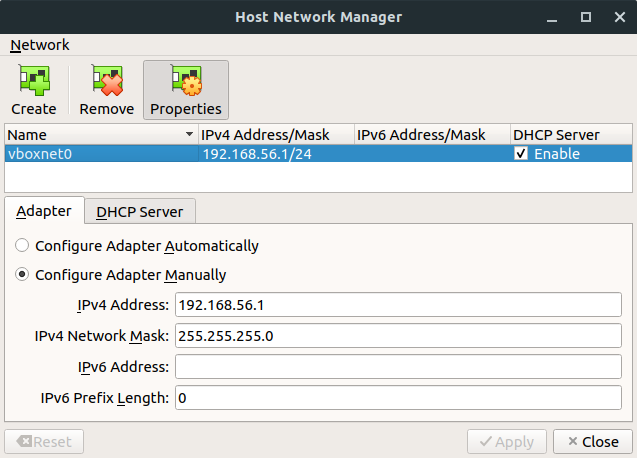 Host Network Manager
Network
Create Remove Properties
Name IPv4 Address/Mask IPv6 Address/Mask DHCP Server
vboxnet0 192.168.56.1/24 Enable
Adapter DHCP Server
Configure Adapter Automatically
Configure Adapter Manually
IPv4 Address: 192.168.56.1
IPv4 Network Mask: 255.255.255.0
IPv6 Address:
IPv6 Prefix Length: 0
Reset Apply Close